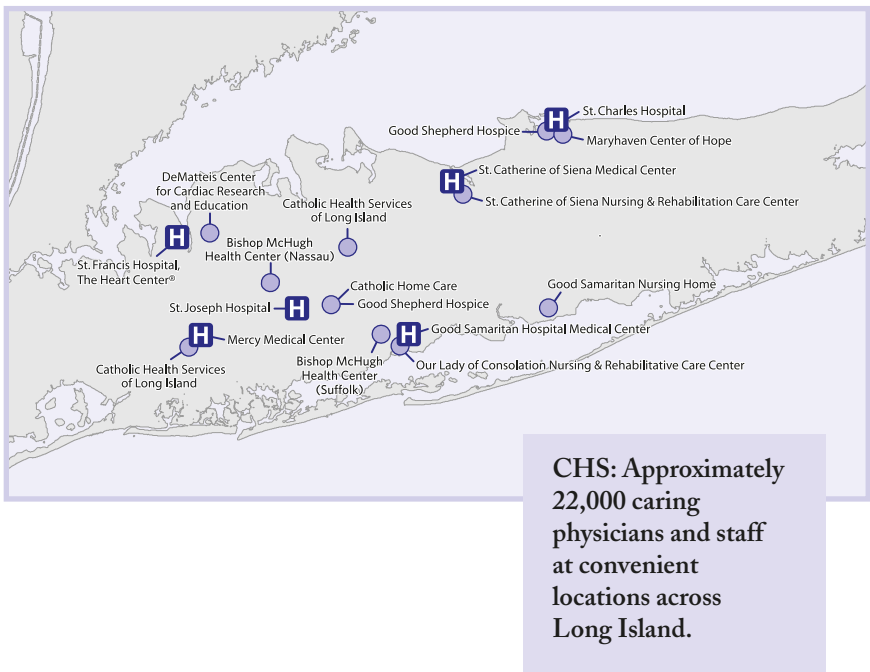 H
St. Charles Hospital
Good Shepherd Hospice
Maryhaven Center of Hope
H
St. Catherine of Siena Medical Center
St. Catherine of Siena Nursing & Rehabilitation Care Center
DeMatteis Center
for Cardiac Research
and Education
Catholic Health Services
of Long Island
H
St. Francis Hospital,
The Heart Center®
Bishop McHugh
Health Center (Nassau)
Catholic Home Care
Good Shepherd Hospice
St. Joseph Hospital
H
Good Samaritan Nursing Home
H
Mercy Medical Center
Catholic Health Services
of Long Island
H
Good Samaritan Hospital Medical Center
Bishop McHugh
Health Center
(Suffolk)
Our Lady of Consolation Nursing & Rehabilitative Care Center
CHS: Approximately
22,000 caring
physicians and staff
at convenient
locations across
Long Island.